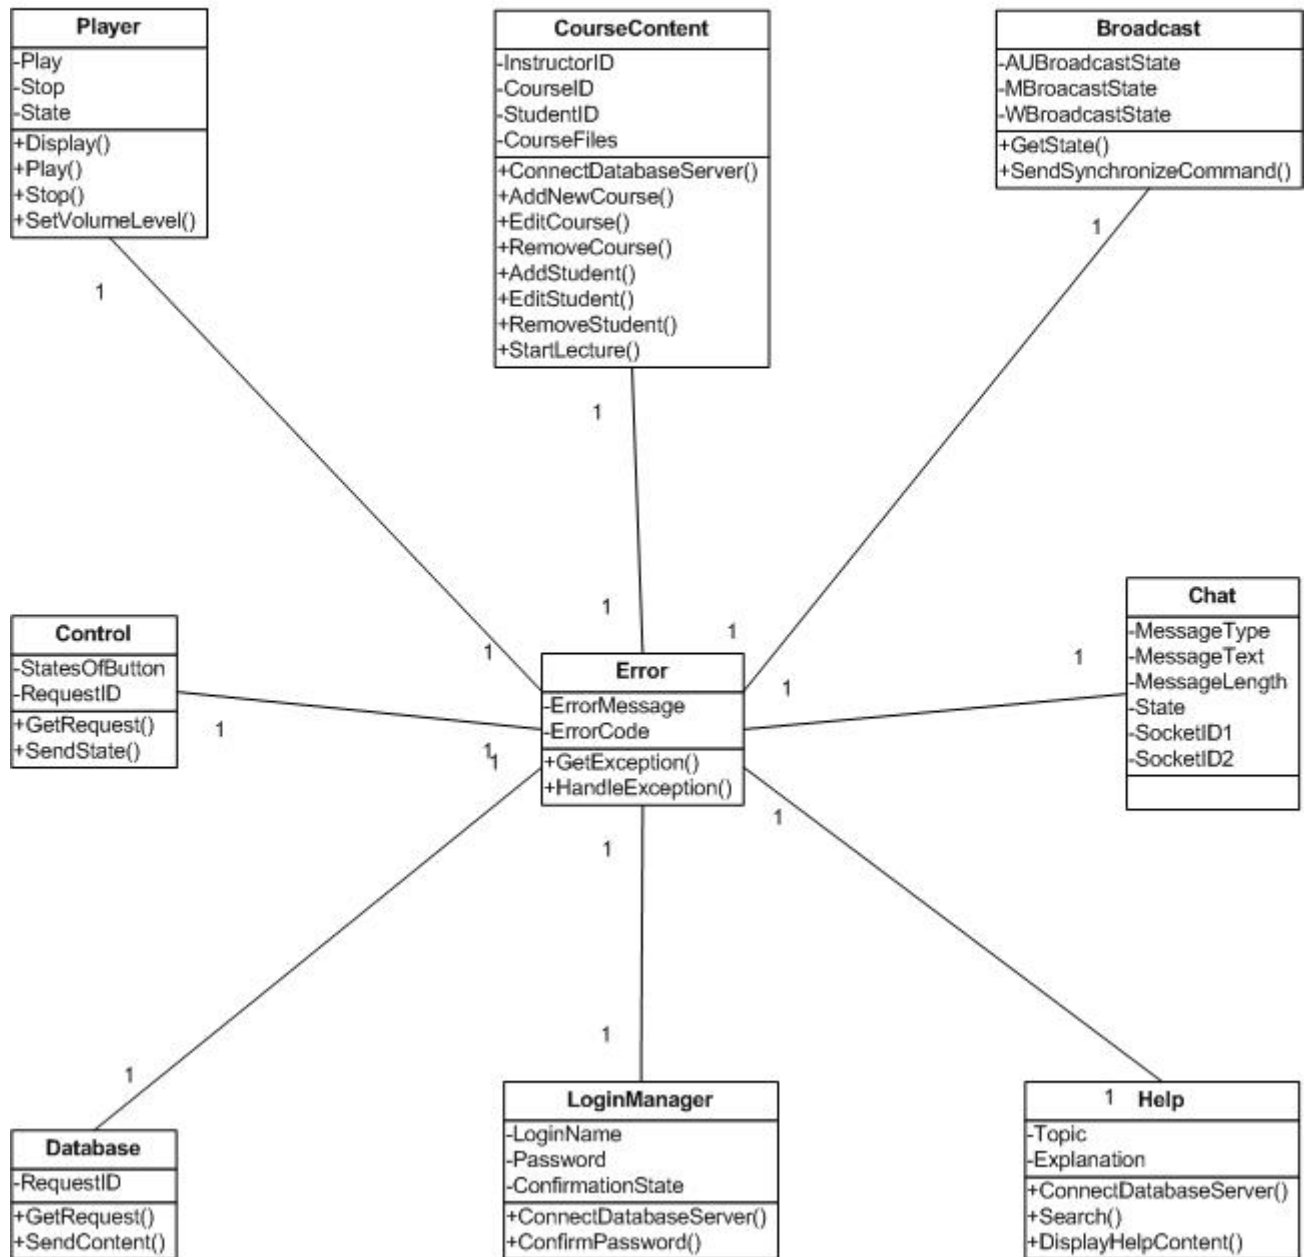 Player
-Play
-Stop
-State
+Display()
+Play()
+Stop()
+SetVolumeLevel()
1
CourseContent
-InstructorID
-CourseID
-StudentID
-CourseFiles
+ConnectDatabaseServer()
+AddNewCourse()
+EditCourse()
+RemoveCourse()
+AddStudent()
+EditStudent()
+RemoveStudent()
+StartLecture()
1
Broadcast
-AUBroadcastState
-MBroacastState
-WBroadcastState
+GetState()
+SendSynchronizeCommand()
1
Control
-StatesOfButton
-RequestID
+GetRequest()
+SendState()
1
1
1
1
Error
-ErrorMessage
-ErrorCode
+GetException()
+HandleException()
1
1
1
1
1
Chat
-MessageType
-MessageText
-MessageLength
-State
-SocketID1
-SocketID2
1
1
Database
-RequestID
+GetRequest()
+SendContent()
1
LoginManager
-LoginName
-Password
-ConfirmationState
+ConnectDatabaseServer()
+ConfirmPassword()
1 Help
-Topic
-Explanation
+ConnectDatabaseServer()
+Search()
+DisplayHelpContent()